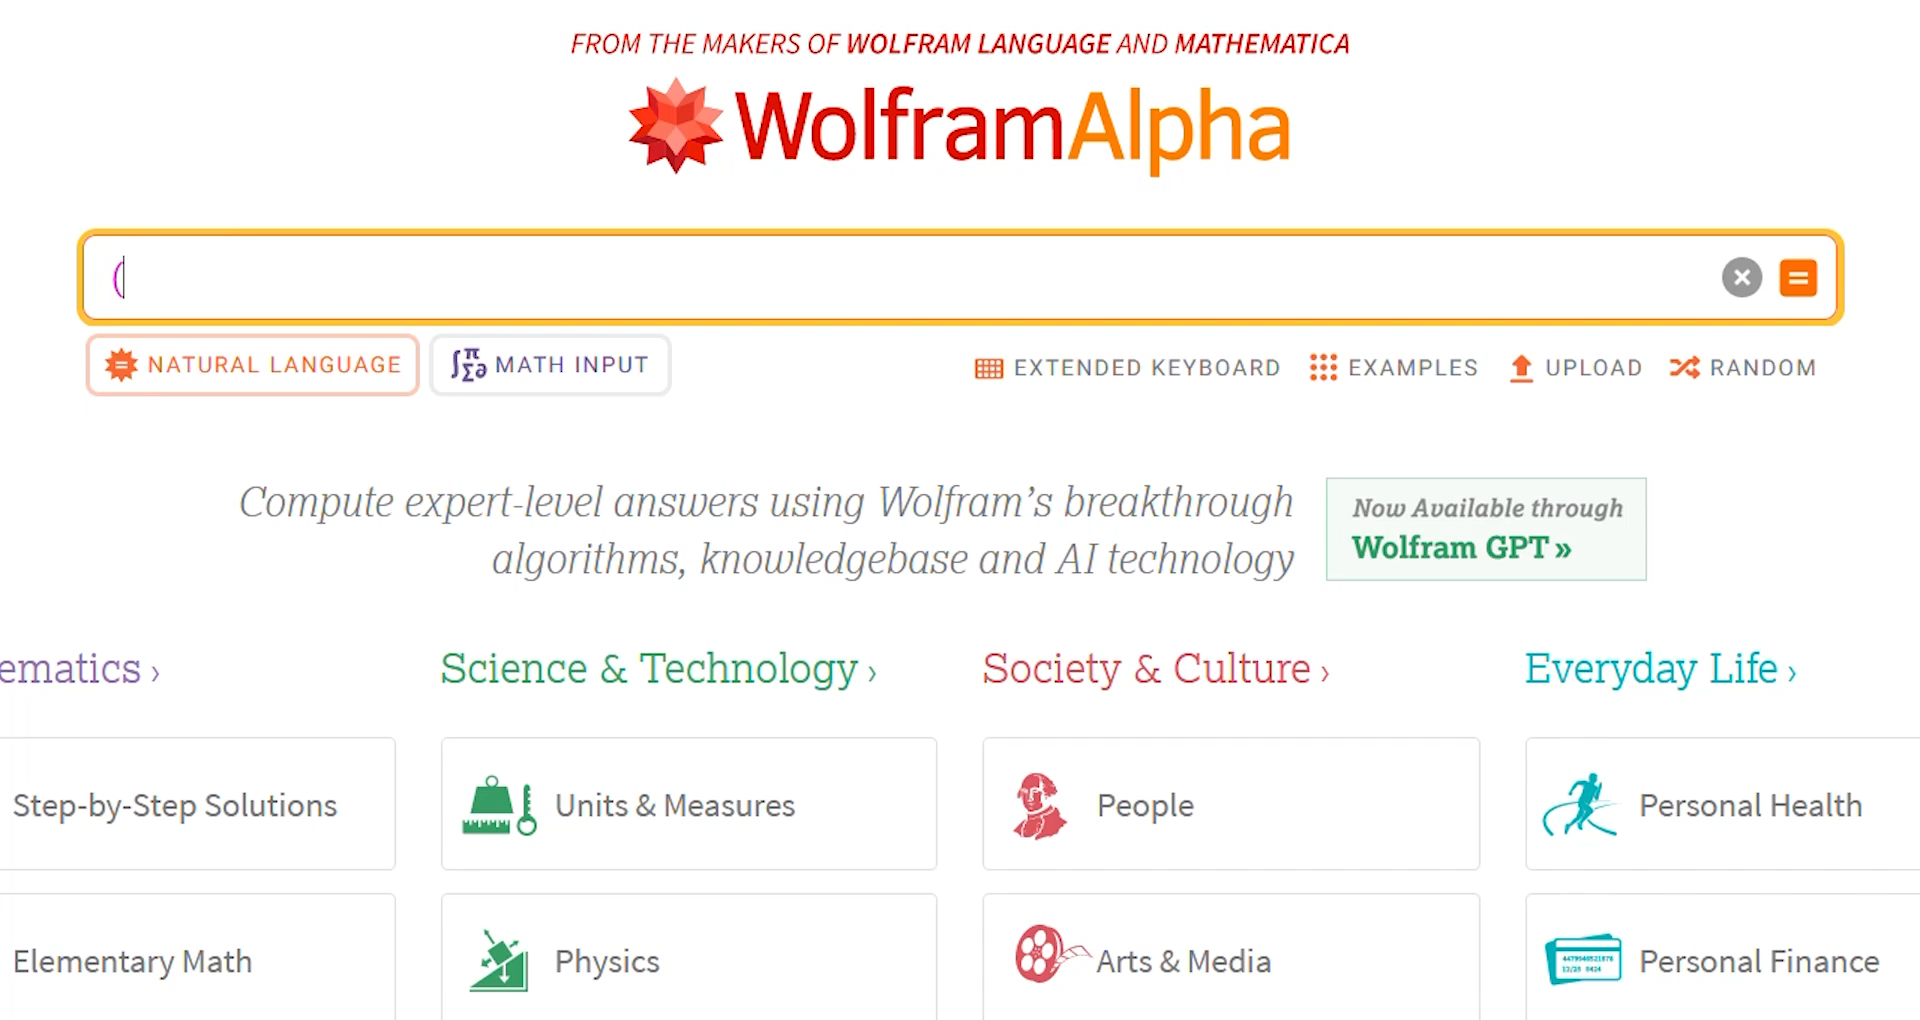 FROM THE MAKERS OF WOLFRAM LANGUAGE AND MATHEMATICA
WolframAlpha
(
NATURAL LANGUAGE
MATH INPUT
EXTENDED KEYBOARD
EXAMPLES
UPLOAD
RANDOM
Compute expert-level answers using Wolfram’s breakthrough
algorithms, knowledgebase and AI technology
Now Available through
Wolfram GPT »
ematics ›
Science & Technology ›
Society & Culture ›
Everyday Life ›
Step-by-Step Solutions
Units & Measures
People
Personal Health
Elementary Math
Physics
Arts & Media
Personal Finance